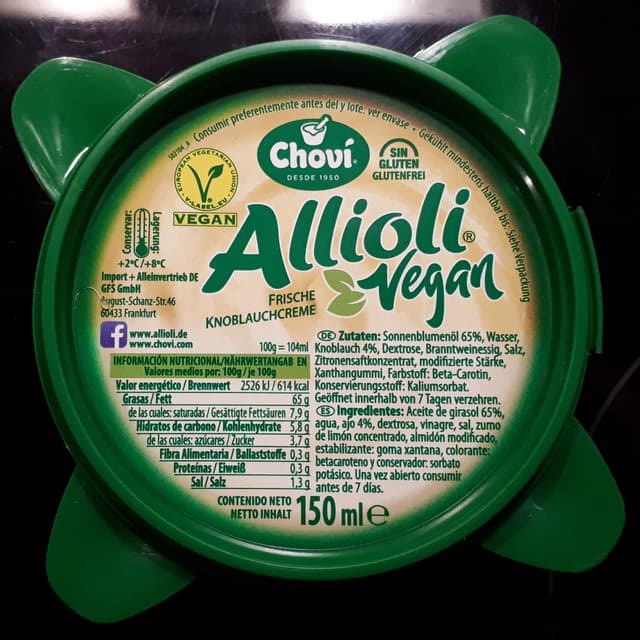 502104_A Consumir preferentemente antes del y lote: ver envase • Gekühlt mindestens haltbar bis: Siehe Verpackung
Chovi
DESDE 1950
SIN
GLUTEN
GLUTENFREI
EUROPEAN VEGETARIAN UNION
V-LABEL.EU
VEGAN
Allioli®
Vegan
FRISCHE
KNOBLAUCHCREME
Conservar:
Lagerung:
+2°C/+8°C
Import + Alleinvertrieb DE
GFS GmbH
August-Schanz-Str.46
60433 Frankfurt
f www.allioli.de
www.chovi.com
100g = 104ml
INFORMACIÓN NUTRICIONAL/NÄHRWERTANGAB EN
Valores medios por: 100g / je 100g
Valor energético / Brennwert 2526 kJ / 614 kcal
Grasas / Fett 65 g
de las cuales: saturadas / Gesättigte Fettsäuren 7,9 g
Hidratos de carbono / Kohlenhydrate 5,8 g
de las cuales: azúcares / Zucker 3,7 g
Fibra Alimentaria / Ballaststoffe 0,3 g
Proteínas / Eiweiß 0,3 g
Sal / Salz 1,3 g
CONTENIDO NETO
NETTO INHALT 150 ml e
DE Zutaten: Sonnenblumenöl 65%, Wasser,
Knoblauch 4%, Dextrose, Branntweinessig, Salz,
Zitronensaftkonzentrat, modifizierte Stärke,
Xanthangummi, Farbstoff: Beta-Carotin,
Konservierungsstoff: Kaliumsorbat.
Geöffnet innerhalb von 7 Tagen verzehren.
ES Ingredientes: Aceite de girasol 65%,
agua, ajo 4%, dextrosa, vinagre, sal, zumo
de limón concentrado, almidón modificado,
estabilizante: goma xantana, colorante:
betacaroteno y conservador: sorbato
potásico. Una vez abierto consumir
antes de 7 días.